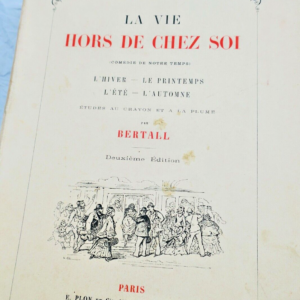 LA VIE
HORS DE CHEZ SOI
(COMÉDIE DE NOTRE TEMPS)
L'HIVER — LE PRINTEMPS
L'ÉTÉ — L'AUTOMNE
ÉTUDES AU CRAYON ET A LA PLUME
PAR
BERTALL
Deuxième Édition
PARIS
E. PLON